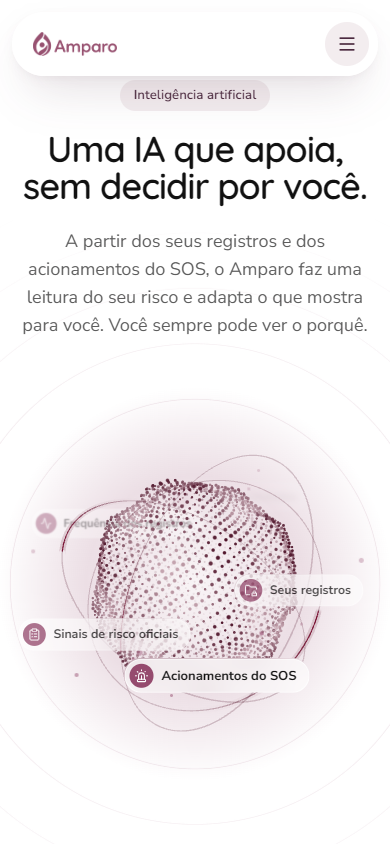 Amparo
Inteligência artificial
Uma IA que apoia,
sem decidir por você.
A partir dos seus registros e dos
acionamentos do SOS, o Amparo faz uma
leitura do seu risco e adapta o que mostra
para você. Você sempre pode ver o porquê.
Seus registros
Sinais de risco oficiais
Acionamentos do SOS